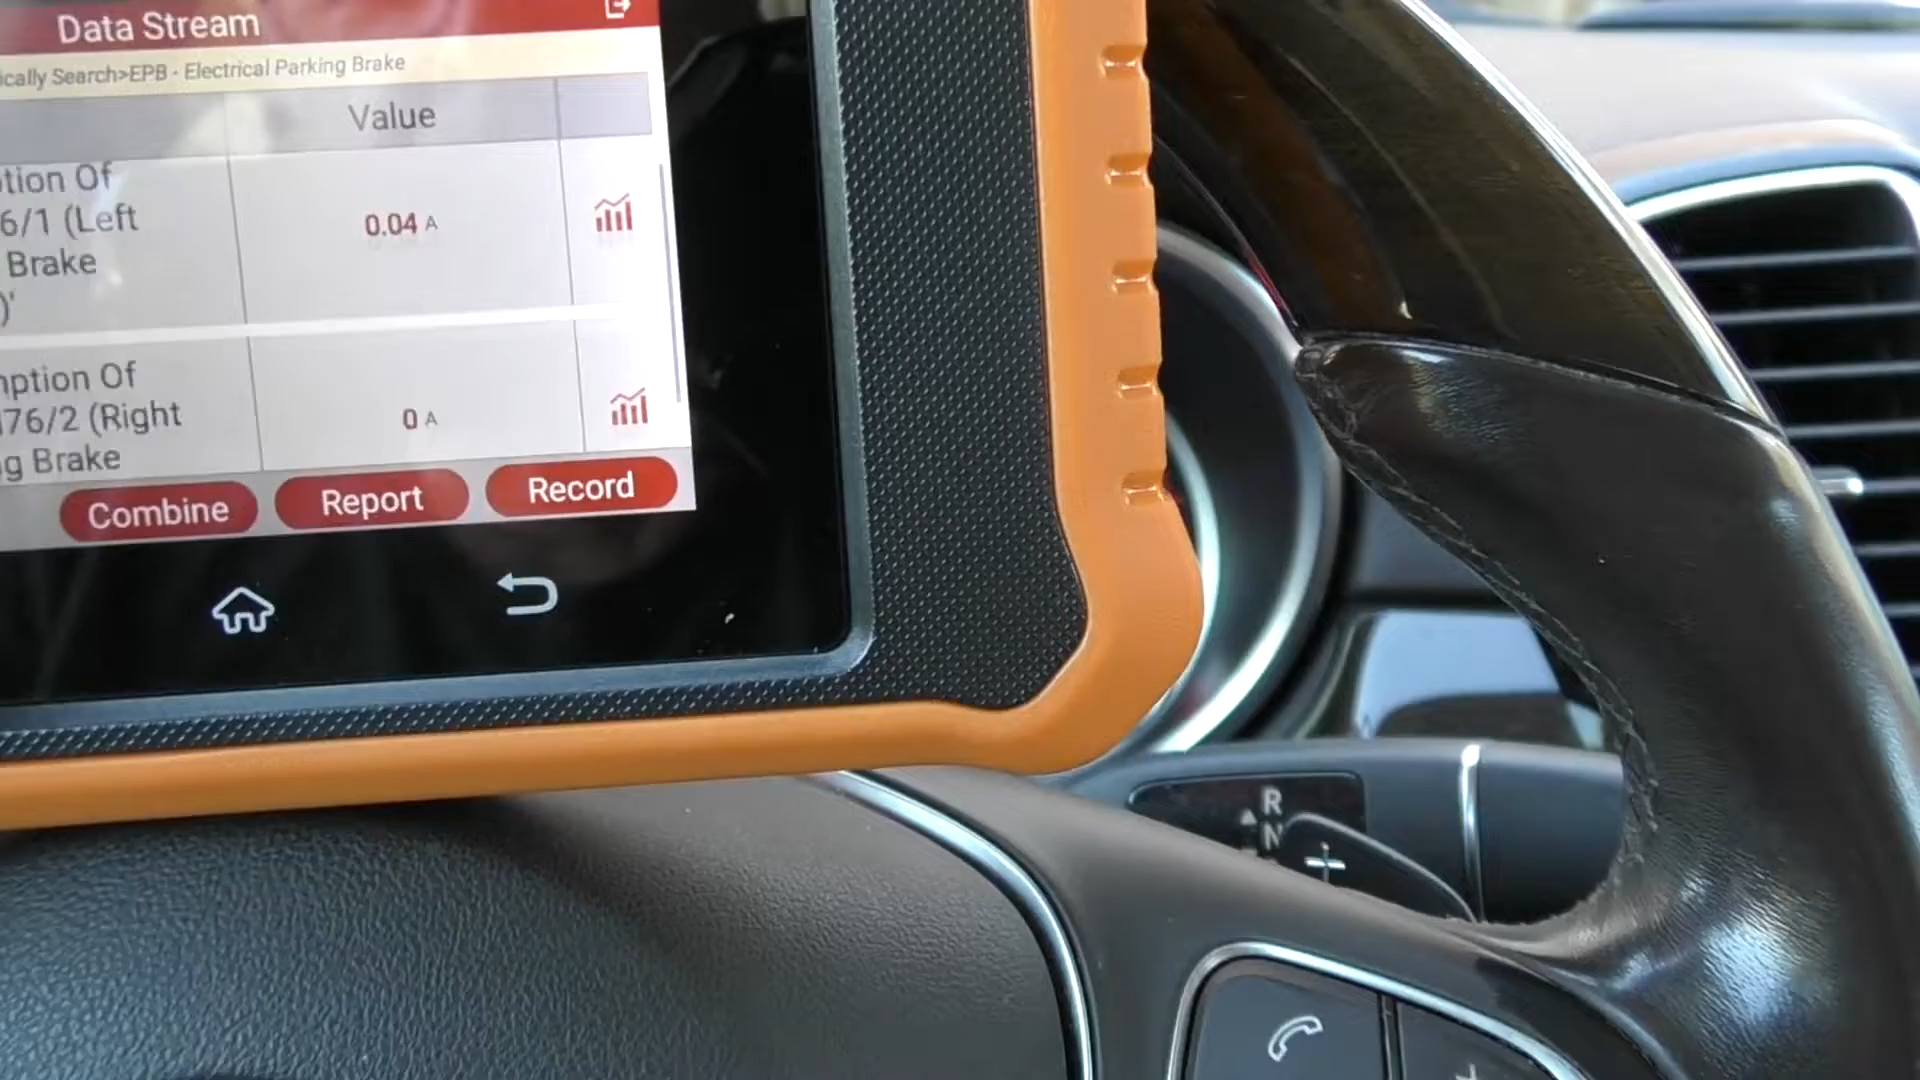 Data Stream
ically Search>EPB - Electrical Parking Brake
Value
tion Of
6/1 (Left
Brake
)'
0.04 A
ption Of
76/2 (Right
g Brake
0 A
Combine
Report
Record
R
N
+